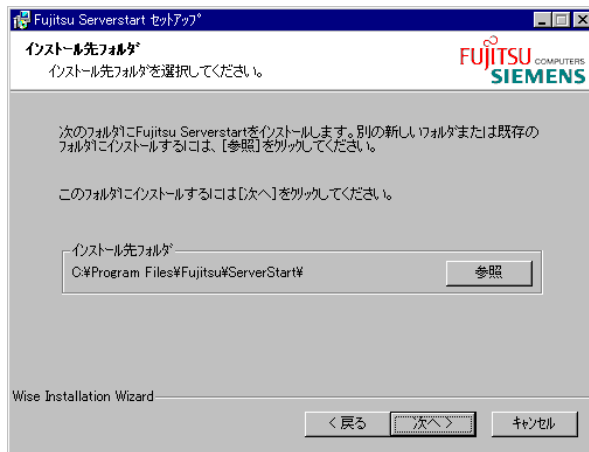 Fujitsu Serverstart ｾｯﾄｱｯﾌﾟ
ｲﾝｽﾄｰﾙ先ﾌｫﾙﾀﾞ
ｲﾝｽﾄｰﾙ先ﾌｫﾙﾀﾞを選択してください。
FUJITSU COMPUTERS
SIEMENS
次のﾌｫﾙﾀﾞにFujitsu Serverstartをｲﾝｽﾄｰﾙします。別の新しいﾌｫﾙﾀﾞまたは既存の
ﾌｫﾙﾀﾞにｲﾝｽﾄｰﾙするには、[参照]をｸﾘｯｸしてください。
このﾌｫﾙﾀﾞにｲﾝｽﾄｰﾙするには[次へ]をｸﾘｯｸしてください。
ｲﾝｽﾄｰﾙ先ﾌｫﾙﾀﾞ
C:¥Program Files¥Fujitsu¥ServerStart¥
参照
Wise Installation Wizard
< 戻る
次へ >
ｷｬﾝｾﾙ